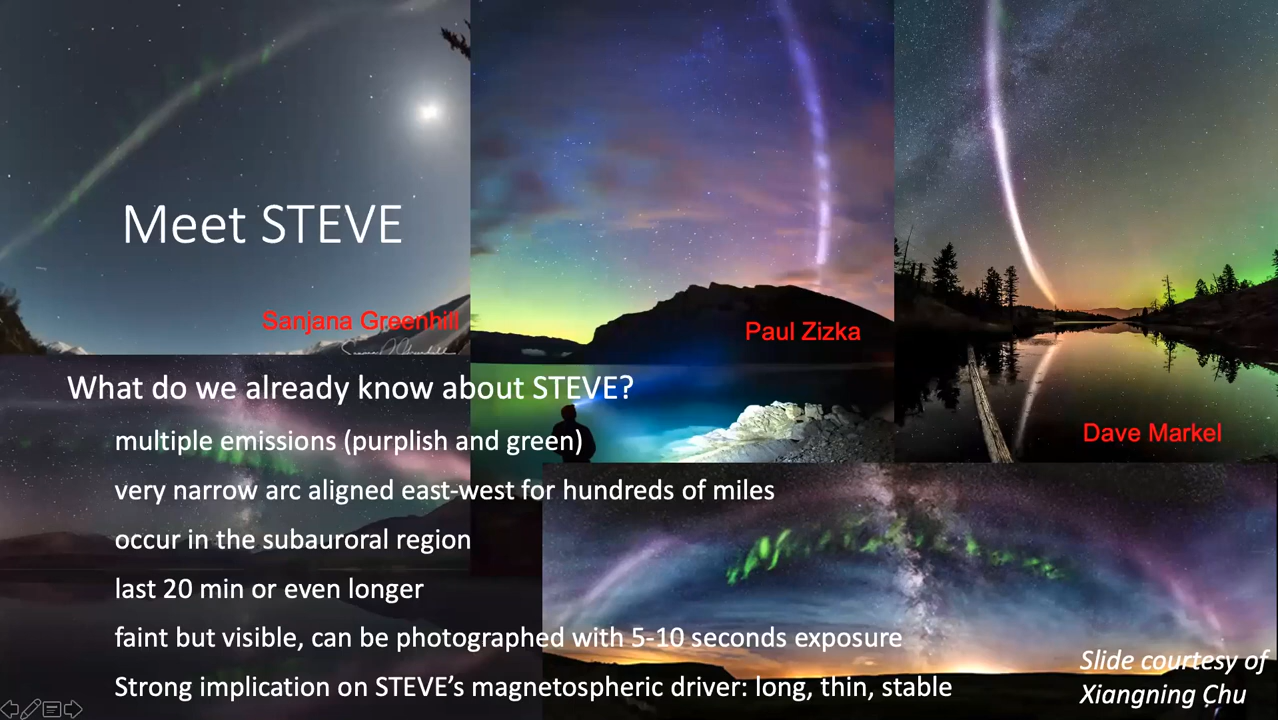 Meet STEVE
Sanjana Greenhill
Paul Zizka
Dave Markel
What do we already know about STEVE?
multiple emissions (purplish and green)
very narrow arc aligned east-west for hundreds of miles
occur in the subauroral region
last 20 min or even longer
faint but visible, can be photographed with 5-10 seconds exposure
Strong implication on STEVE’s magnetospheric driver: long, thin, stable
Slide courtesy of
Xiangning Chu